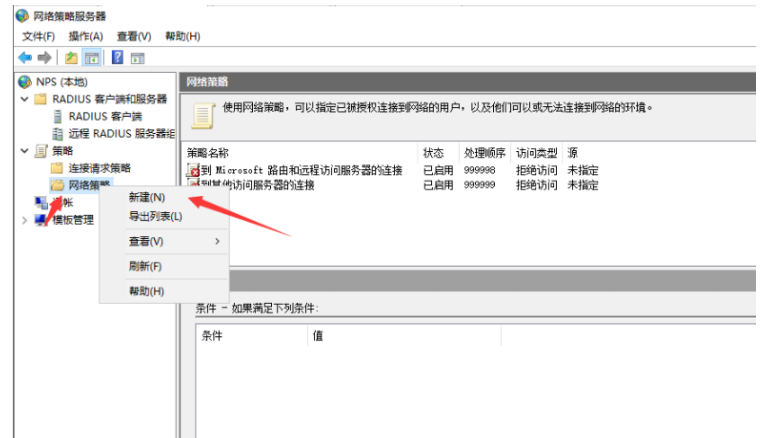 网络策略服务器
文件(F) 操作(A) 查看(V) 帮助(H)
NPS (本地)
RADIUS 客户端和服务器
RADIUS 客户端
远程 RADIUS 服务器组
策略
连接请求策略
网络策略
帐
模板管理
新建(N)
导出列表(L)
查看(V)
刷新(F)
帮助(H)
网络策略
使用网络策略，可以指定已被授权连接到网络的用户，以及他们可以或无法连接到网络的环境。
策略名称 状态 处理顺序 访问类型 源
到 Microsoft 路由和远程访问服务器的连接 已启用 999998 拒绝访问 未指定
到其他访问服务器的连接 已启用 999999 拒绝访问 未指定
条件 - 如果满足下列条件:
条件 值